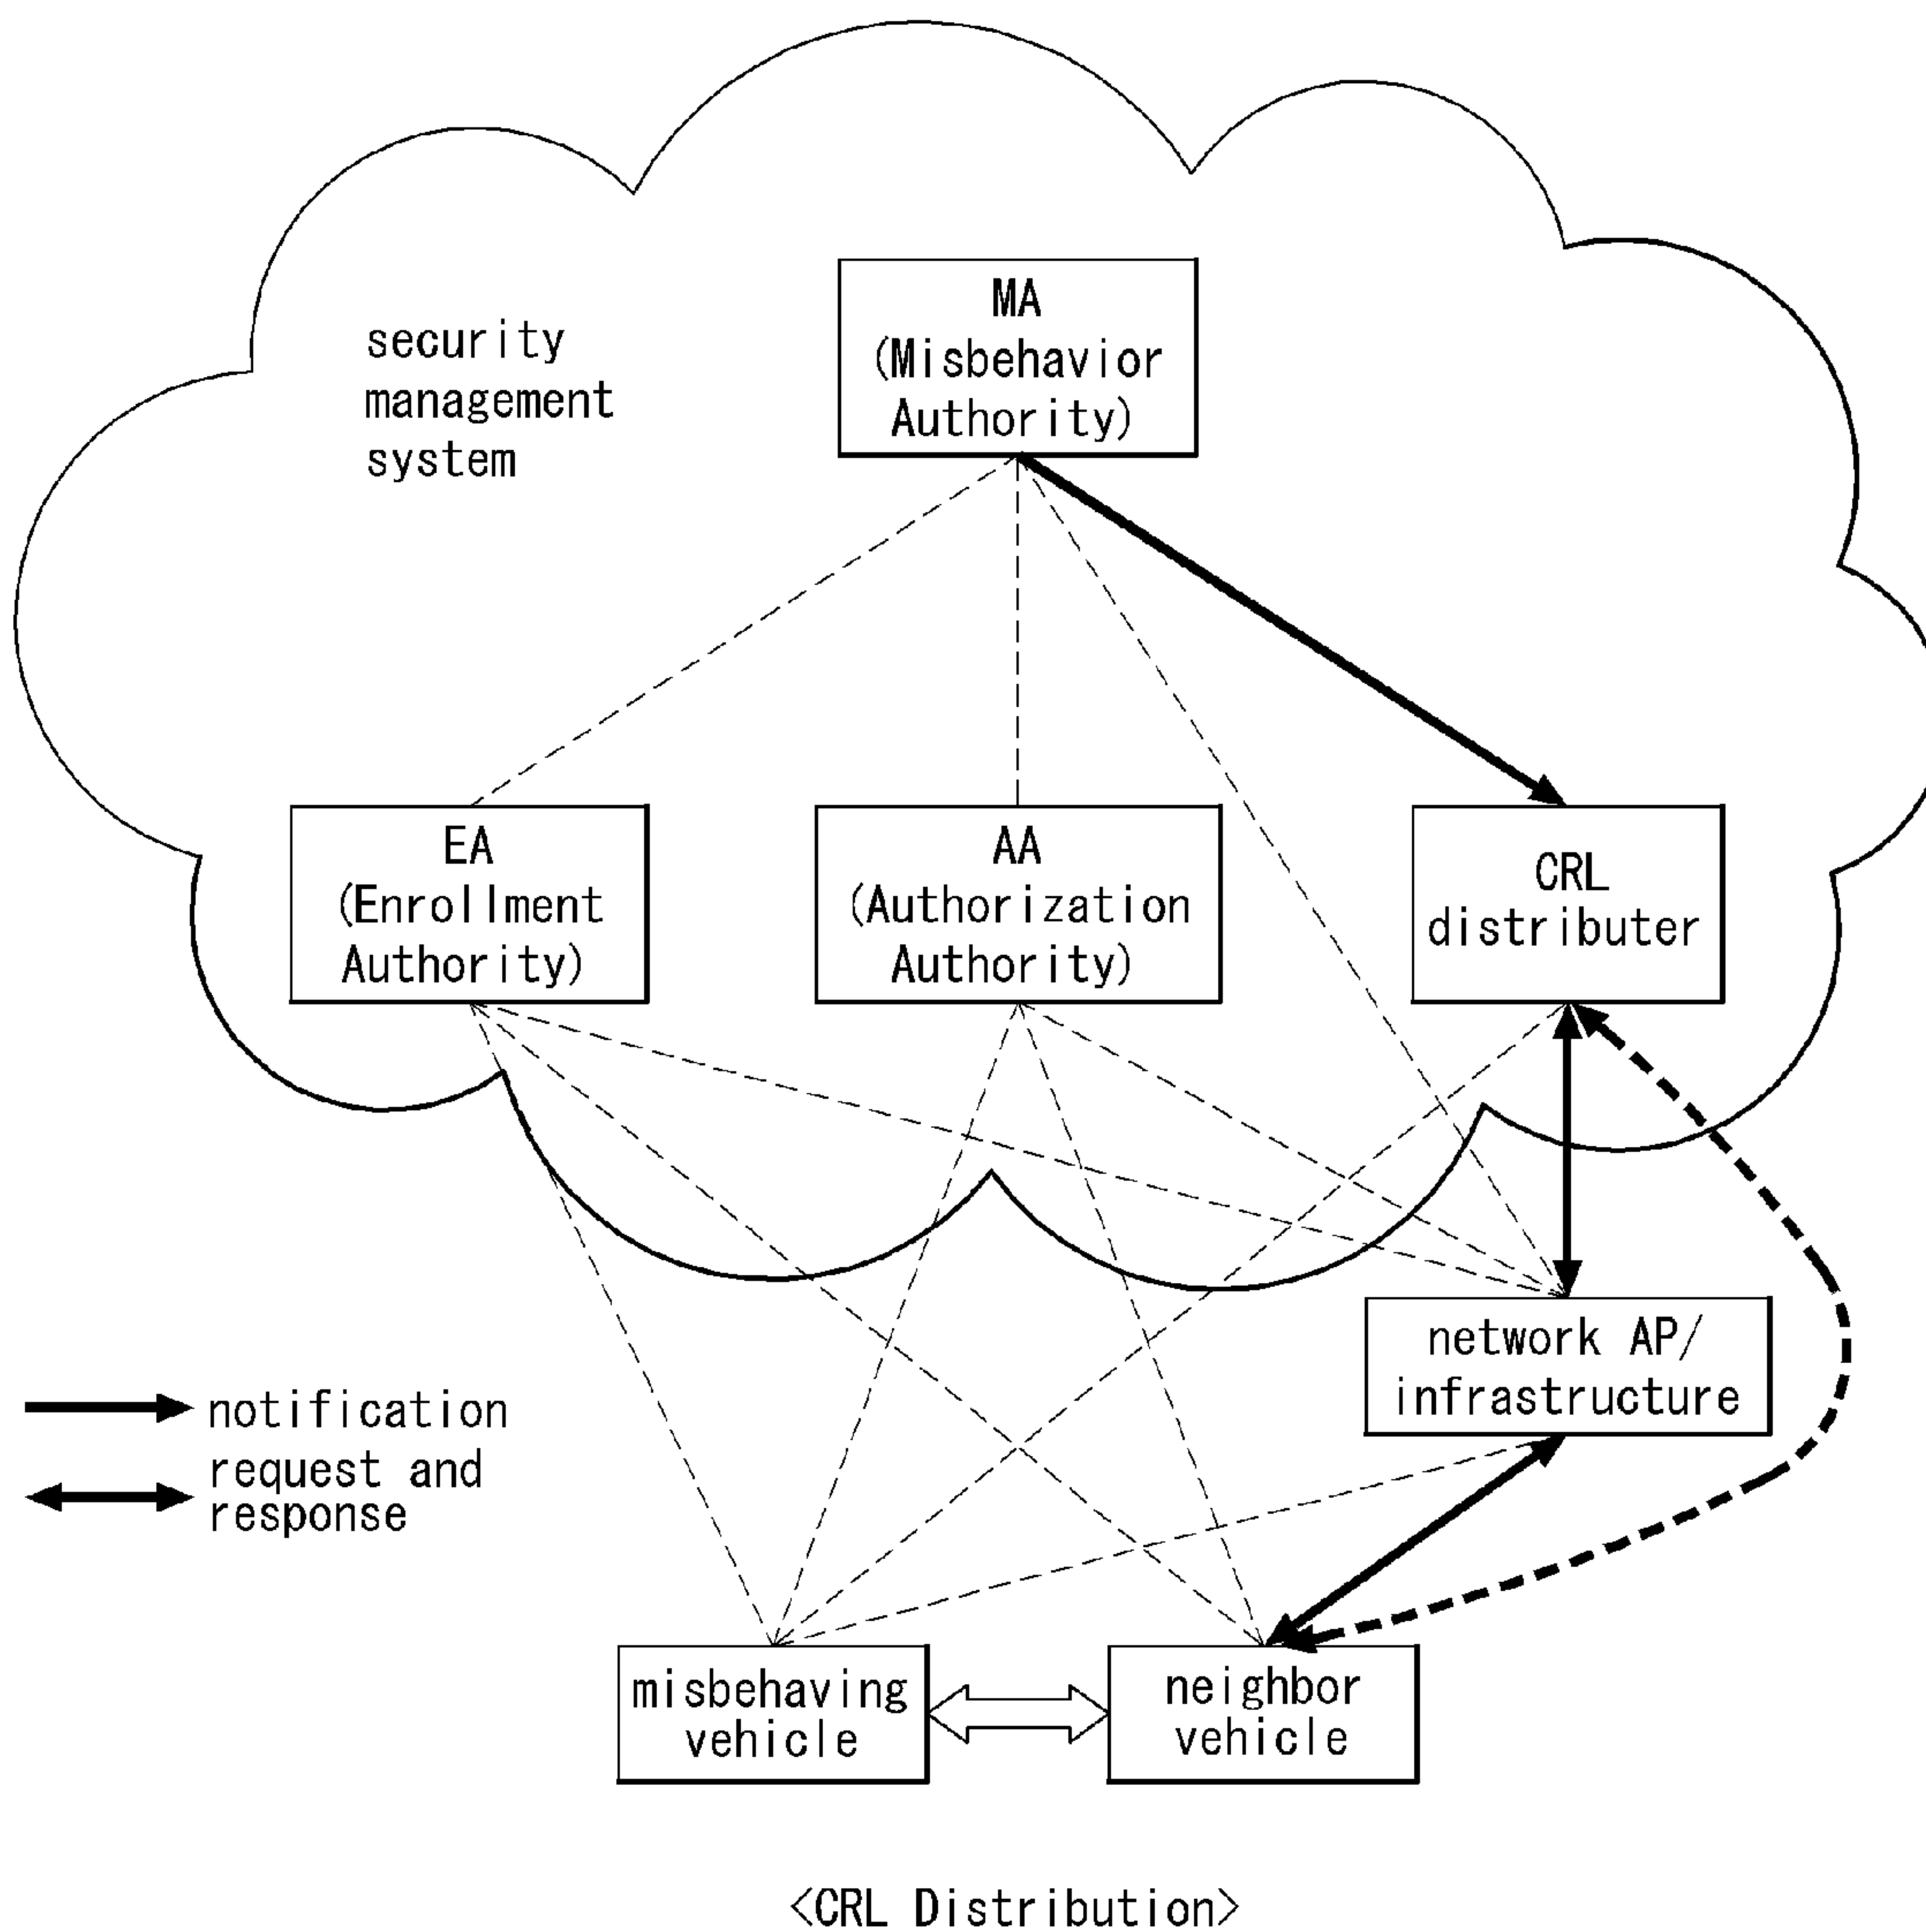 security
management
system
MA
(Misbehavior
Authority)
EA
(Enrollment
Authority)
AA
(Authorization
Authority)
CRL
distributer
network AP/
infrastructure
notification
request and
response
misbehaving
vehicle
neighbor
vehicle
<CRL Distribution>